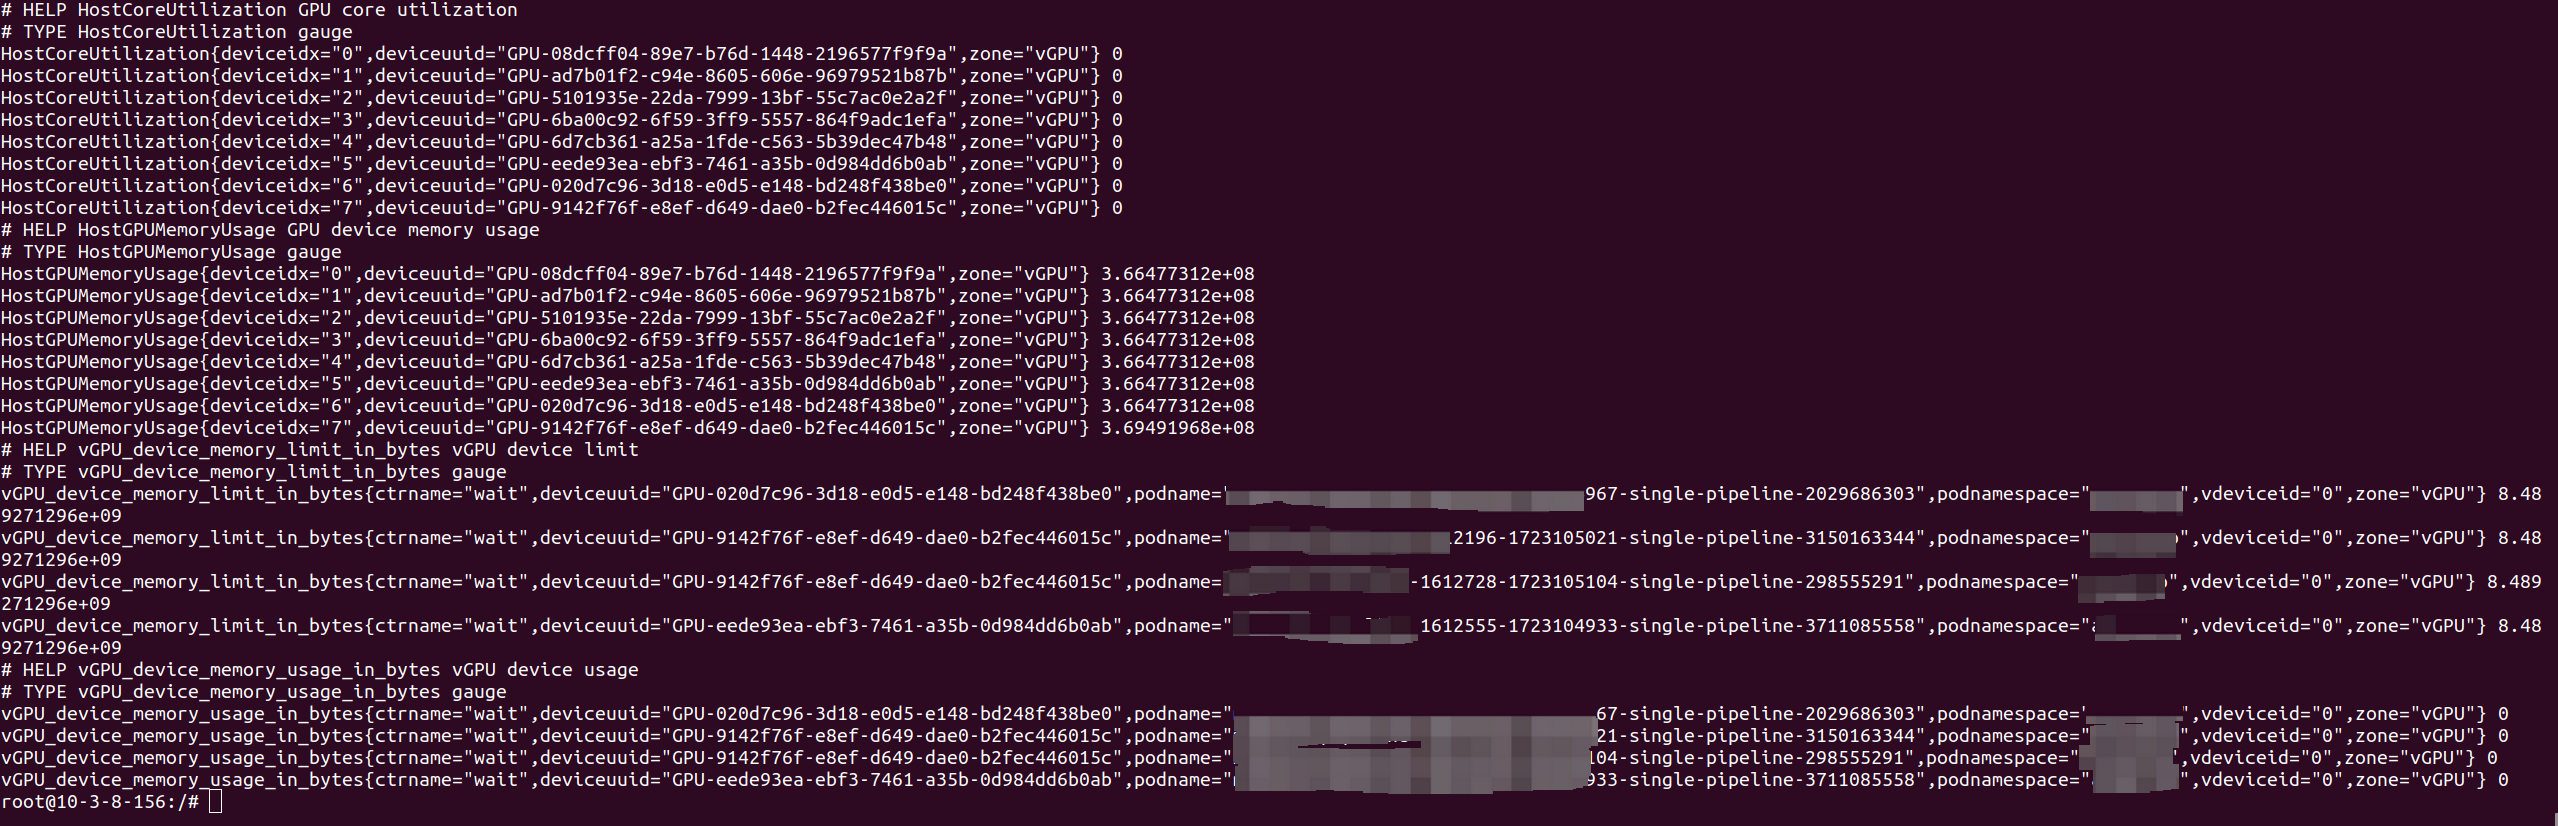 # HELP HostCoreUtilization GPU core utilization
# TYPE HostCoreUtilization gauge
HostCoreUtilization{deviceidx="0",deviceuuid="GPU-08dcff04-89e7-b76d-1448-2196577f9f9a",zone="vGPU"} 0
HostCoreUtilization{deviceidx="1",deviceuuid="GPU-ad7b01f2-c94e-8605-606e-96979521b87b",zone="vGPU"} 0
HostCoreUtilization{deviceidx="2",deviceuuid="GPU-5101935e-22da-7999-13bf-55c7ac0e2a2f",zone="vGPU"} 0
HostCoreUtilization{deviceidx="3",deviceuuid="GPU-6ba00c92-6f59-3ff9-5557-864f9adc1efa",zone="vGPU"} 0
HostCoreUtilization{deviceidx="4",deviceuuid="GPU-6d7cb361-a25a-1fde-c563-5b39dec47b48",zone="vGPU"} 0
HostCoreUtilization{deviceidx="5",deviceuuid="GPU-eede93ea-ebf3-7461-a35b-0d984dd6b0ab",zone="vGPU"} 0
HostCoreUtilization{deviceidx="6",deviceuuid="GPU-020d7c96-3d18-e0d5-e148-bd248f438be0",zone="vGPU"} 0
HostCoreUtilization{deviceidx="7",deviceuuid="GPU-9142f76f-e8ef-d649-dae0-b2fec446015c",zone="vGPU"} 0
# HELP HostGPUMemoryUsage GPU device memory usage
# TYPE HostGPUMemoryUsage gauge
HostGPUMemoryUsage{deviceidx="0",deviceuuid="GPU-08dcff04-89e7-b76d-1448-2196577f9f9a",zone="vGPU"} 3.66477312e+08
HostGPUMemoryUsage{deviceidx="1",deviceuuid="GPU-ad7b01f2-c94e-8605-606e-96979521b87b",zone="vGPU"} 3.66477312e+08
HostGPUMemoryUsage{deviceidx="2",deviceuuid="GPU-5101935e-22da-7999-13bf-55c7ac0e2a2f",zone="vGPU"} 3.66477312e+08
HostGPUMemoryUsage{deviceidx="3",deviceuuid="GPU-6ba00c92-6f59-3ff9-5557-864f9adc1efa",zone="vGPU"} 3.66477312e+08
HostGPUMemoryUsage{deviceidx="4",deviceuuid="GPU-6d7cb361-a25a-1fde-c563-5b39dec47b48",zone="vGPU"} 3.66477312e+08
HostGPUMemoryUsage{deviceidx="5",deviceuuid="GPU-eede93ea-ebf3-7461-a35b-0d984dd6b0ab",zone="vGPU"} 3.66477312e+08
HostGPUMemoryUsage{deviceidx="6",deviceuuid="GPU-020d7c96-3d18-e0d5-e148-bd248f438be0",zone="vGPU"} 3.66477312e+08
HostGPUMemoryUsage{deviceidx="7",deviceuuid="GPU-9142f76f-e8ef-d649-dae0-b2fec446015c",zone="vGPU"} 3.69491968e+08
# HELP vGPU_device_memory_limit_in_bytes vGPU device limit
# TYPE vGPU_device_memory_limit_in_bytes gauge
vGPU_device_memory_limit_in_bytes{ctrname="wait",deviceuuid="GPU-020d7c96-3d18-e0d5-e148-bd248f438be0",podname=" 967-single-pipeline-2029686303",podnamespace=" ",vdeviceid="0",zone="vGPU"} 8.48
9271296e+09
vGPU_device_memory_limit_in_bytes{ctrname="wait",deviceuuid="GPU-9142f76f-e8ef-d649-dae0-b2fec446015c",podname=" 2196-1723105021-single-pipeline-3150163344",podnamespace=" ",vdeviceid="0",zone="vGPU"} 8.48
9271296e+09
vGPU_device_memory_limit_in_bytes{ctrname="wait",deviceuuid="GPU-9142f76f-e8ef-d649-dae0-b2fec446015c",podname= -1612728-1723105104-single-pipeline-298555291",podnamespace=" ",vdeviceid="0",zone="vGPU"} 8.489
271296e+09
vGPU_device_memory_limit_in_bytes{ctrname="wait",deviceuuid="GPU-eede93ea-ebf3-7461-a35b-0d984dd6b0ab",podname=" 1612555-1723104933-single-pipeline-3711085558",podnamespace=" ",vdeviceid="0",zone="vGPU"} 8.48
9271296e+09
# HELP vGPU_device_memory_usage_in_bytes vGPU device usage
# TYPE vGPU_device_memory_usage_in_bytes gauge
vGPU_device_memory_usage_in_bytes{ctrname="wait",deviceuuid="GPU-020d7c96-3d18-e0d5-e148-bd248f438be0",podname=" 67-single-pipeline-2029686303",podnamespace=" ",vdeviceid="0",zone="vGPU"} 0
vGPU_device_memory_usage_in_bytes{ctrname="wait",deviceuuid="GPU-9142f76f-e8ef-d649-dae0-b2fec446015c",podname=" 21-single-pipeline-3150163344",podnamespace=" ",vdeviceid="0",zone="vGPU"} 0
vGPU_device_memory_usage_in_bytes{ctrname="wait",deviceuuid="GPU-9142f76f-e8ef-d649-dae0-b2fec446015c",podname=" 104-single-pipeline-298555291",podnamespace= ,vdeviceid="0",zone="vGPU"} 0
vGPU_device_memory_usage_in_bytes{ctrname="wait",deviceuuid="GPU-eede93ea-ebf3-7461-a35b-0d984dd6b0ab",podname=" 933-single-pipeline-3711085558",podnamespace=" ",vdeviceid="0",zone="vGPU"} 0
root@10-3-8-156:/#